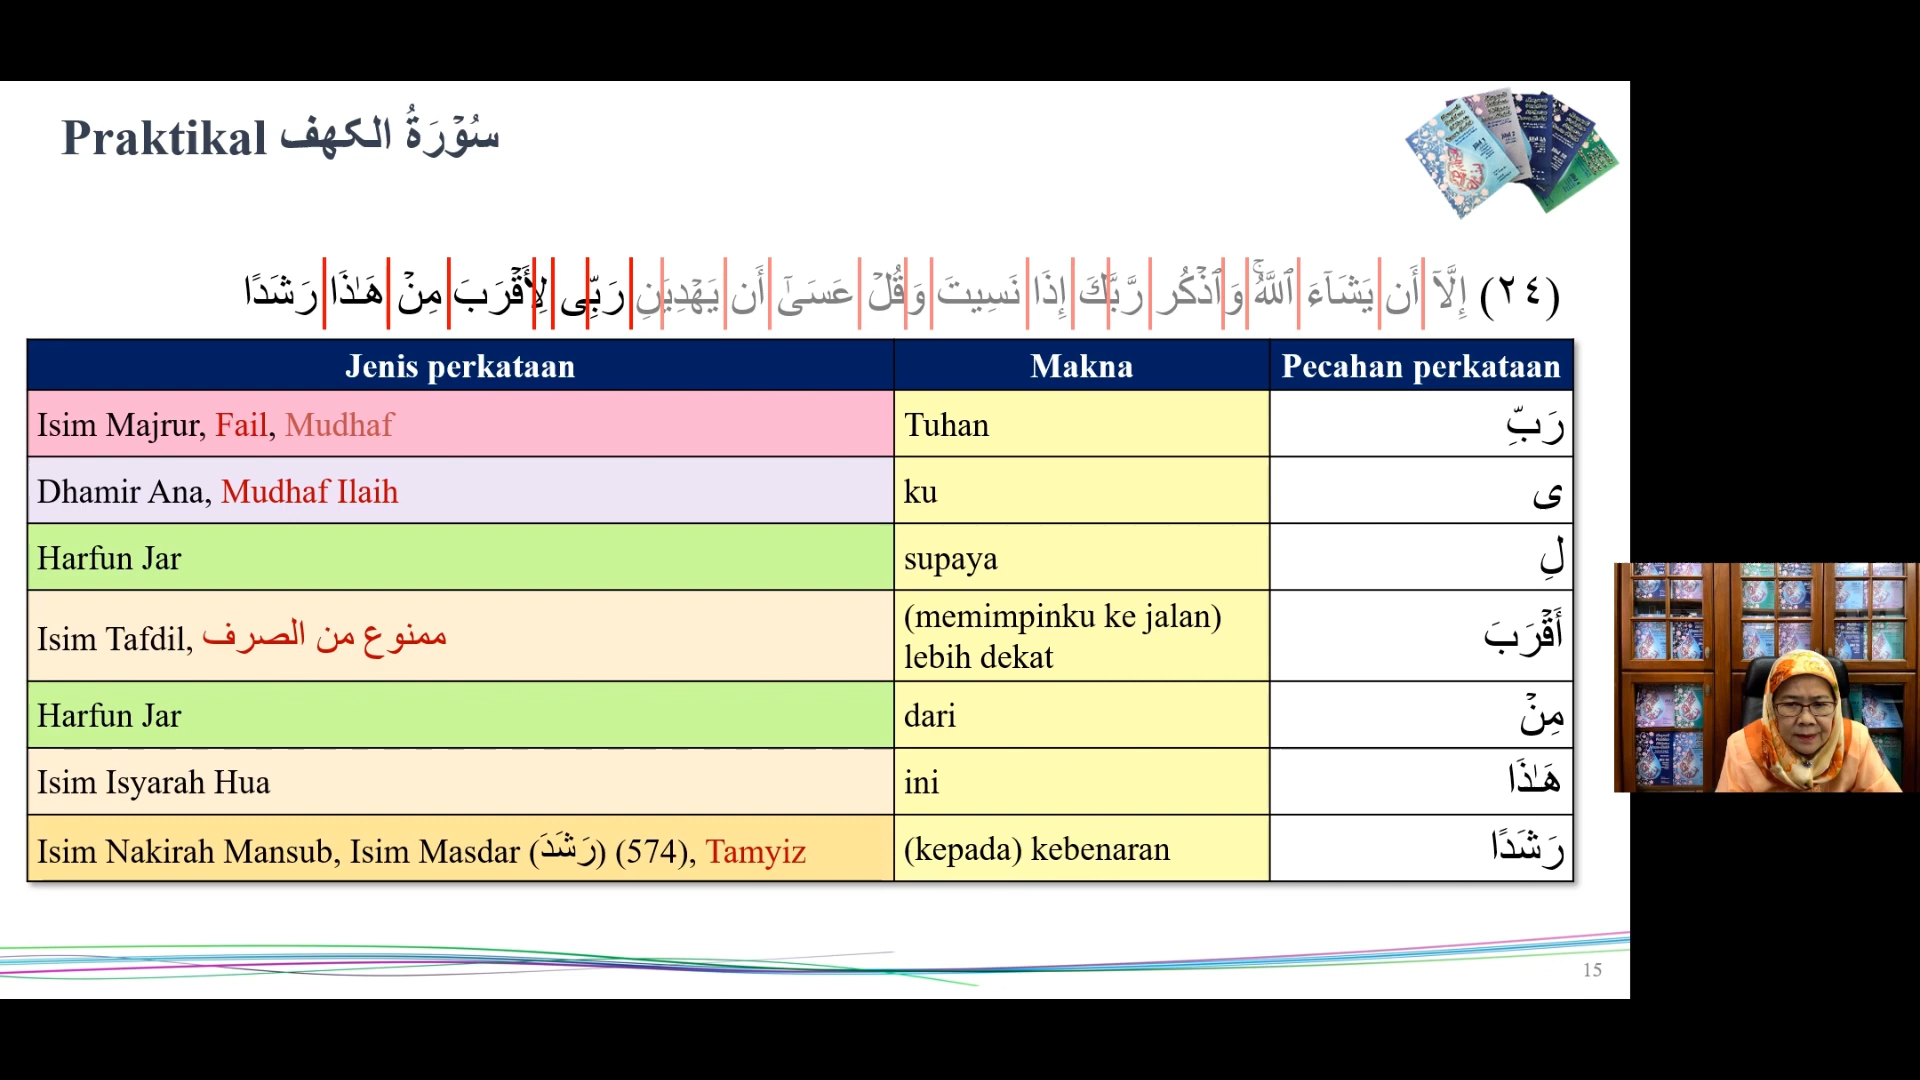 Praktikal سُوۡرَةُ الكهف
(٢٤) إِلَّآ أَن يَشَآءَ ٱللَّهُۚ وَٱذۡكُر رَّبَّكَ إِذَا نَسِيتَ وَقُلۡ عَسَىٰٓ أَن يَهۡدِيَنِ رَبِّى لِأَقۡرَبَ مِنۡ هَـٰذَا رَشَدًا
Jenis perkataan Makna Pecahan perkataan
Isim Majrur, Fail, Mudhaf Tuhan رَبِّ
Dhamir Ana, Mudhaf Ilaih ku ى
Harfun Jar supaya لِ
Isim Tafdil, ممنوع من الصرف (memimpinku ke jalan) lebih dekat أَقۡرَبَ
Harfun Jar dari مِنۡ
Isim Isyarah Hua ini هَـٰذَا
Isim Nakirah Mansub, Isim Masdar (رَشَدَ) (574), Tamyiz (kepada) kebenaran رَشَدًا
15